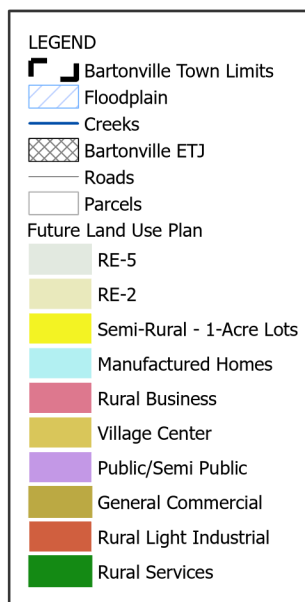 LEGEND
Bartonville Town Limits
Floodplain
Creeks
Bartonville ETJ
Roads
Parcels
Future Land Use Plan
RE-5
RE-2
Semi-Rural - 1-Acre Lots
Manufactured Homes
Rural Business
Village Center
Public/Semi Public
General Commercial
Rural Light Industrial
Rural Services